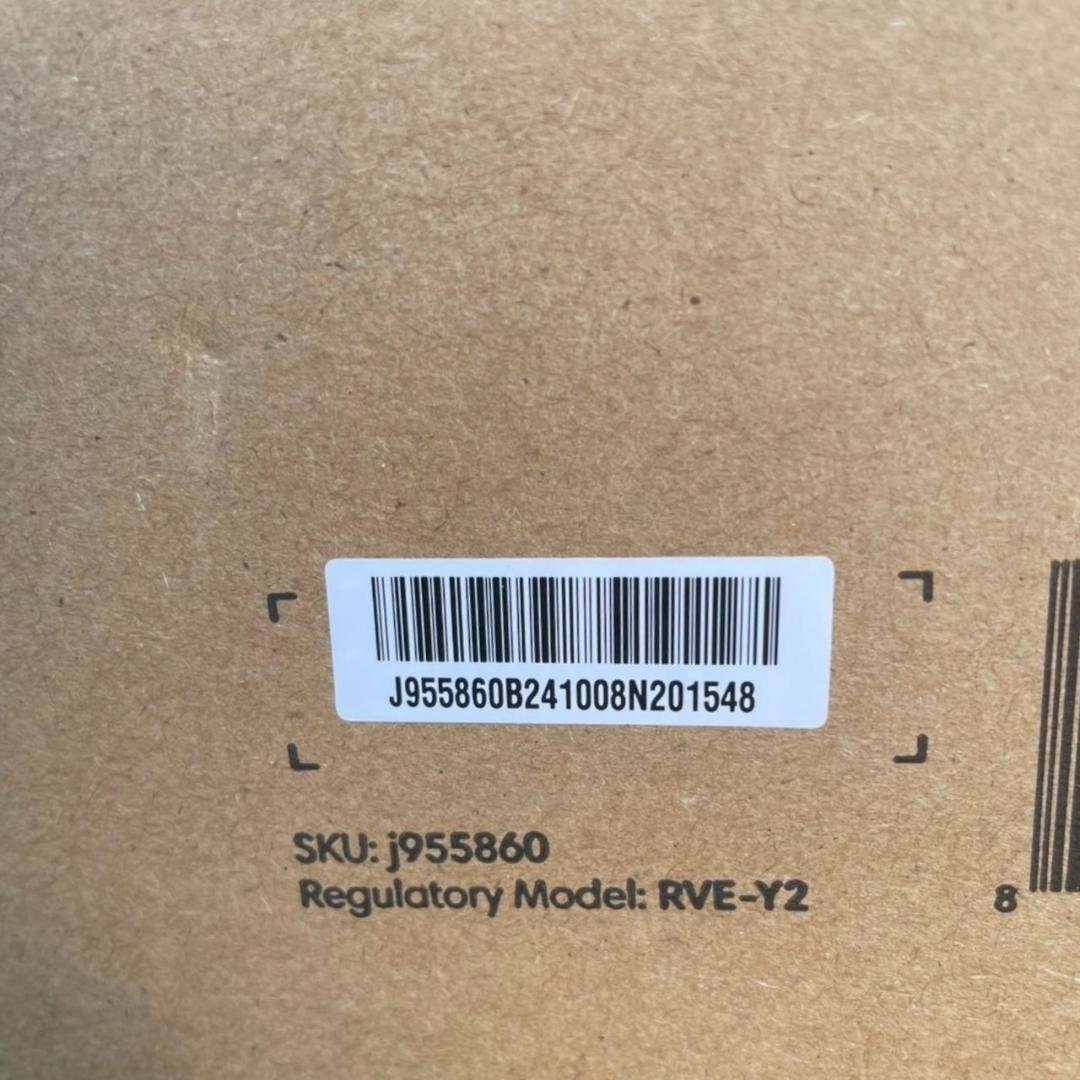 J955860B241008N201548
SKU: j955860
Regulatory Model: RVE-Y2
8